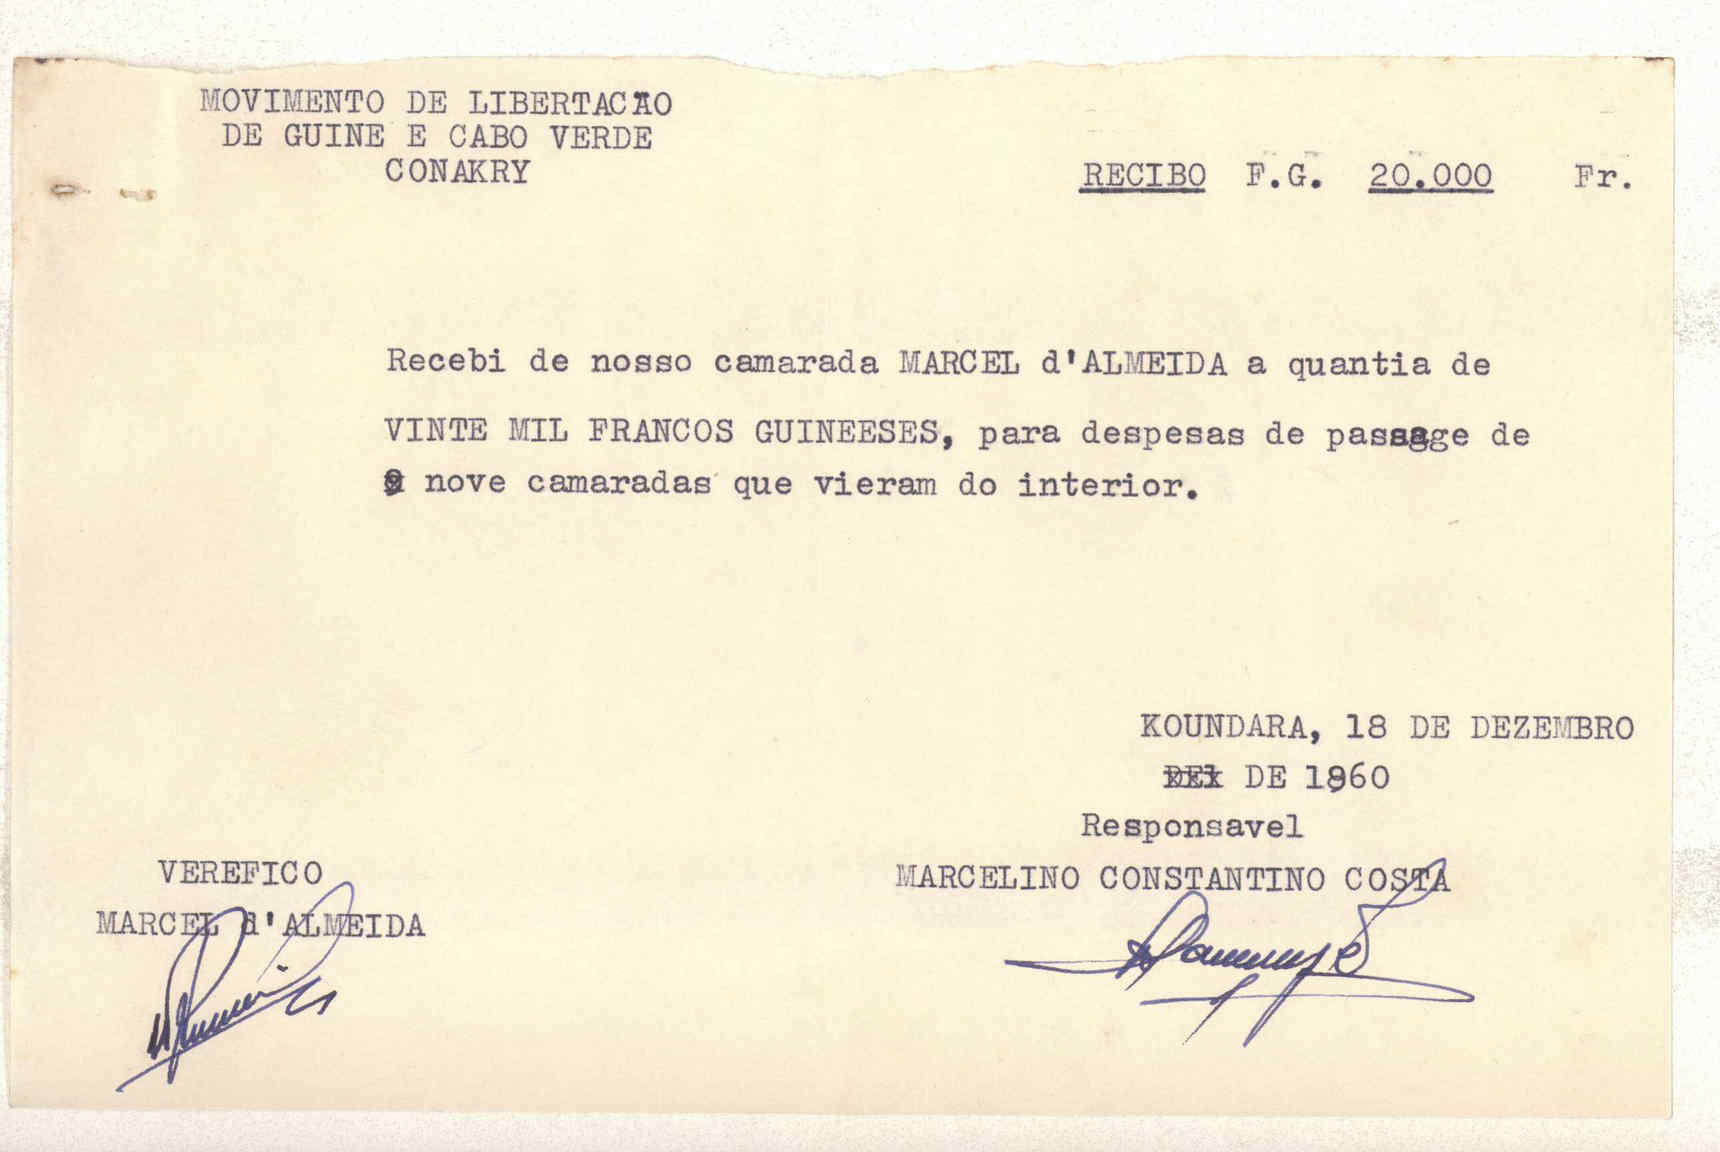 MOVIMENTO DE LIBERTACÃO
DE GUINE E CABO VERDE
CONAKRY
RECIBO F.G. 20.000 Fr.
Recebi de nosso camarada MARCEL d'ALMEIDA a quantia de
VINTE MIL FRANCOS GUINEESES, para despesas de passage de
nove camaradas que vieram do interior.
KOUNDARA, 18 DE DEZEMBRO
DE 1960
Responsavel
MARCELINO CONSTANTINO COSTA
VEREFICO
MARCEL d'ALMEIDA